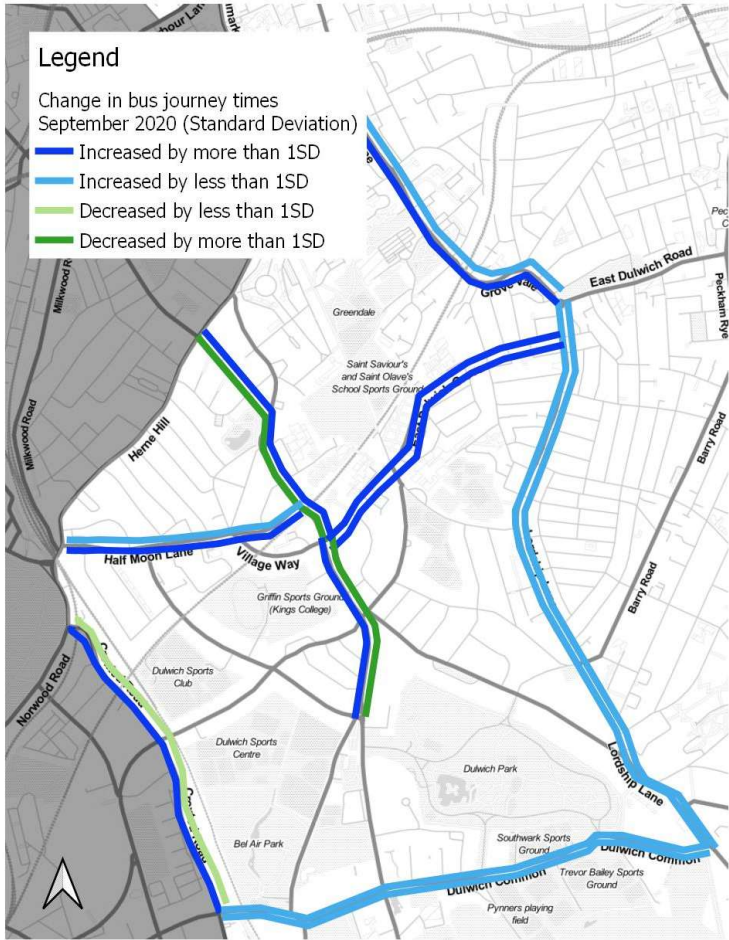 Legend
Change in bus journey times
September 2020 (Standard Deviation)
Increased by more than 1SD
Increased by less than 1SD
Decreased by less than 1SD
Decreased by more than 1SD
Grove Vale
East Dulwich Road
Peckham Rye
Greendale
Saint Saviour's
and Saint Olave's
School Sports Ground
Milkwood Road
Herne Hill
Barry Road
Half Moon Lane
Village Way
Barry Road
Griffin Sports Ground
(Kings College)
Norwood Road
Dulwich Sports
Club
Dulwich Sports
Centre
Dulwich Park
Lordship Lane
Bel Air Park
Southwark Sports
Ground
Dulwich Common
Dulwich Common
Trevor Bailey Sports
Ground
Pynners playing
field